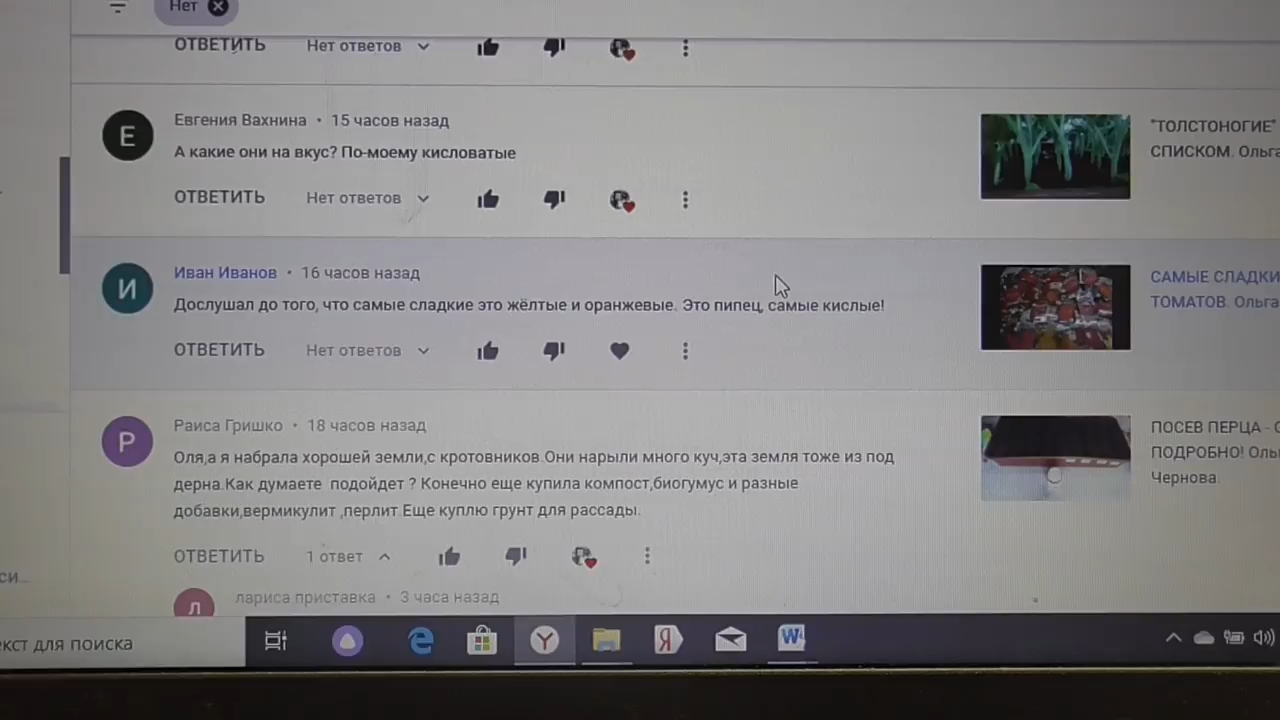 Нет
ОТВЕТИТЬ Нет ответов
Евгения Вахнина • 15 часов назад
А какие они на вкус? По-моему кисловатые
ОТВЕТИТЬ Нет ответов
"ТОЛСТОНОГИЕ"
СПИСКОМ. Ольга
Е
И
Иван Иванов • 16 часов назад
Дослушал до того, что самые сладкие это жёлтые и оранжевые. Это пипец, самые кислые!
ОТВЕТИТЬ Нет ответов
САМЫЕ СЛАДКИ
ТОМАТОВ. Ольга
Р
Раиса Гришко • 18 часов назад
Оля,а я набрала хорошей земли,с кротовников.Они нарыли много куч,эта земля тоже из под
дерна.Как думаете подойдет ? Конечно еще купила компост,биогумус и разные
добавки,вермикулит ,перлит.Еще куплю грунт для рассады.
ОТВЕТИТЬ 1 ответ
ПОСЕВ ПЕРЦА -
ПОДРОБНО! Оль
Чернова.
Л
лариса приставка • 3 часа назад
си...
екст для поиска
Y
Я
W